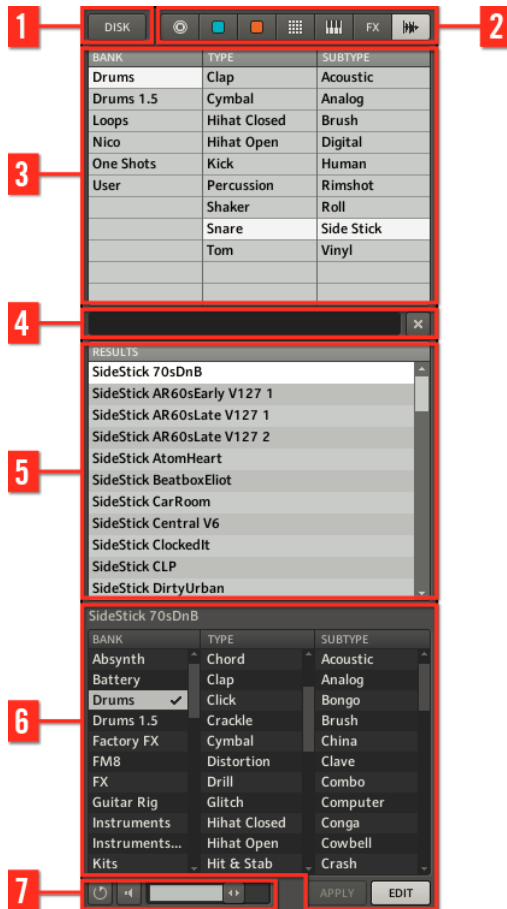 1
DISK
FX
2
3
BANK TYPE SUBTYPE
Drums Clap Acoustic
Drums 1.5 Cymbal Analog
Loops Hihat Closed Brush
Nico Hihat Open Digital
One Shots Kick Human
User Percussion Rimshot
Shaker Roll
Snare Side Stick
Tom Vinyl
4
5
RESULTS
SideStick 70sDnB
SideStick AR60sEarly V127 1
SideStick AR60sLate V127 1
SideStick AR60sLate V127 2
SideStick AtomHeart
SideStick BeatboxEliot
SideStick CarRoom
SideStick Central V6
SideStick ClockedIt
SideStick CLP
SideStick DirtyUrban
6
SideStick 70sDnB
BANK TYPE SUBTYPE
Absynth Chord Acoustic
Battery Clap Analog
Drums Click Bongo
Drums 1.5 Crackle Brush
Factory FX Cymbal China
FM8 Distortion Clave
FX Drill Combo
Guitar Rig Glitch Computer
Instruments Hihat Closed Conga
Instruments... Hihat Open Cowbell
Kits Hit & Stab Crash
7
APPLY EDIT